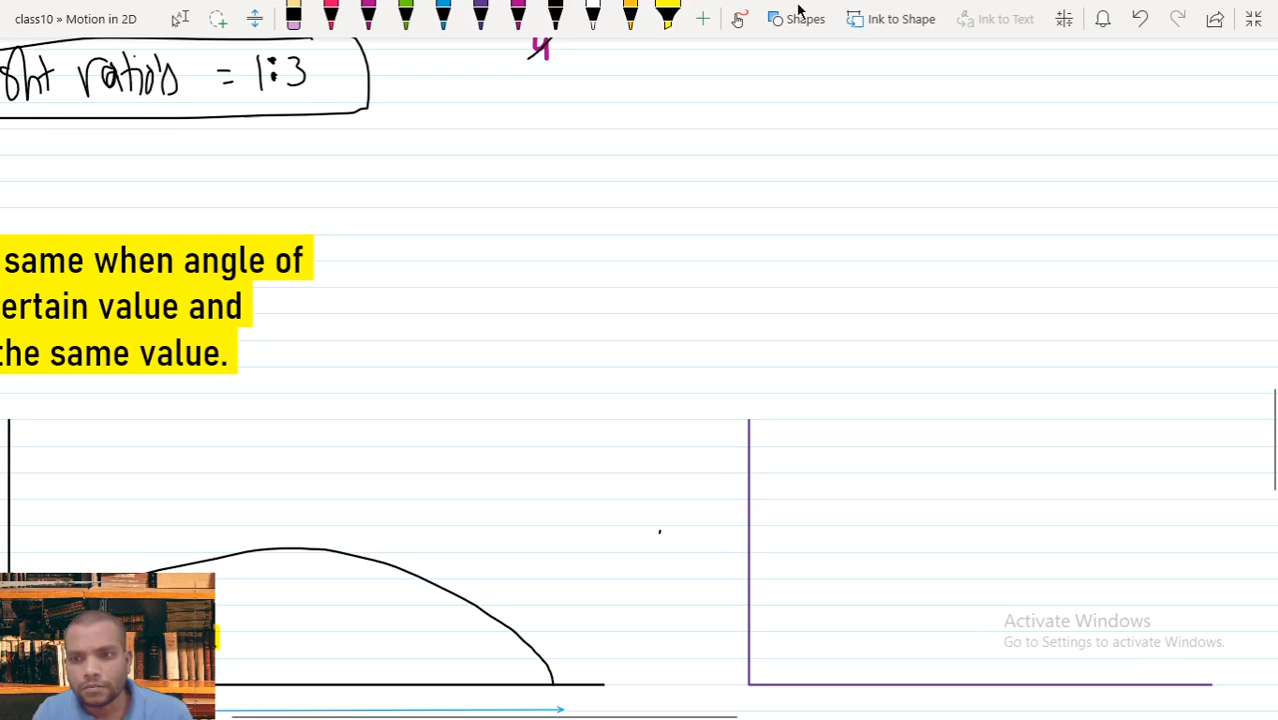 class10 » Motion in 2D
Shapes
Ink to Shape
Ink to Text
4
ratio's = 1:3
same when angle of
ertain value and
the same value.
Activate Windows
Go to Settings to activate Windows.